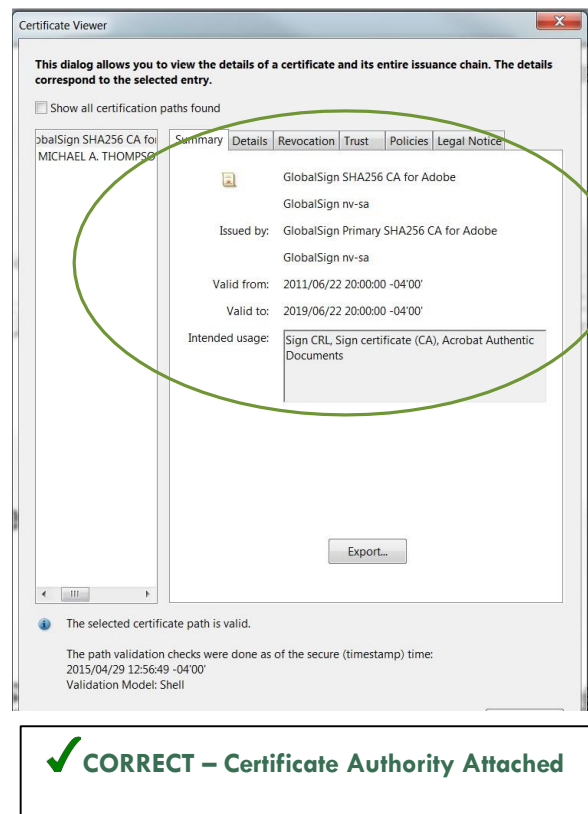 Certificate Viewer
This dialog allows you to view the details of a certificate and its entire issuance chain. The details
correspond to the selected entry.
Show all certification paths found
obalSign SHA256 CA for
MICHAEL A. THOMPSO
Summary Details Revocation Trust Policies Legal Notice
GlobalSign SHA256 CA for Adobe
GlobalSign nv-sa
Issued by: GlobalSign Primary SHA256 CA for Adobe
GlobalSign nv-sa
Valid from: 2011/06/22 20:00:00 -04'00'
Valid to: 2019/06/22 20:00:00 -04'00'
Intended usage: Sign CRL, Sign certificate (CA), Acrobat Authentic
Documents
Export...
The selected certificate path is valid.
The path validation checks were done as of the secure (timestamp) time:
2015/04/29 12:56:49 -04'00'
Validation Model: Shell
✓CORRECT – Certificate Authority Attached